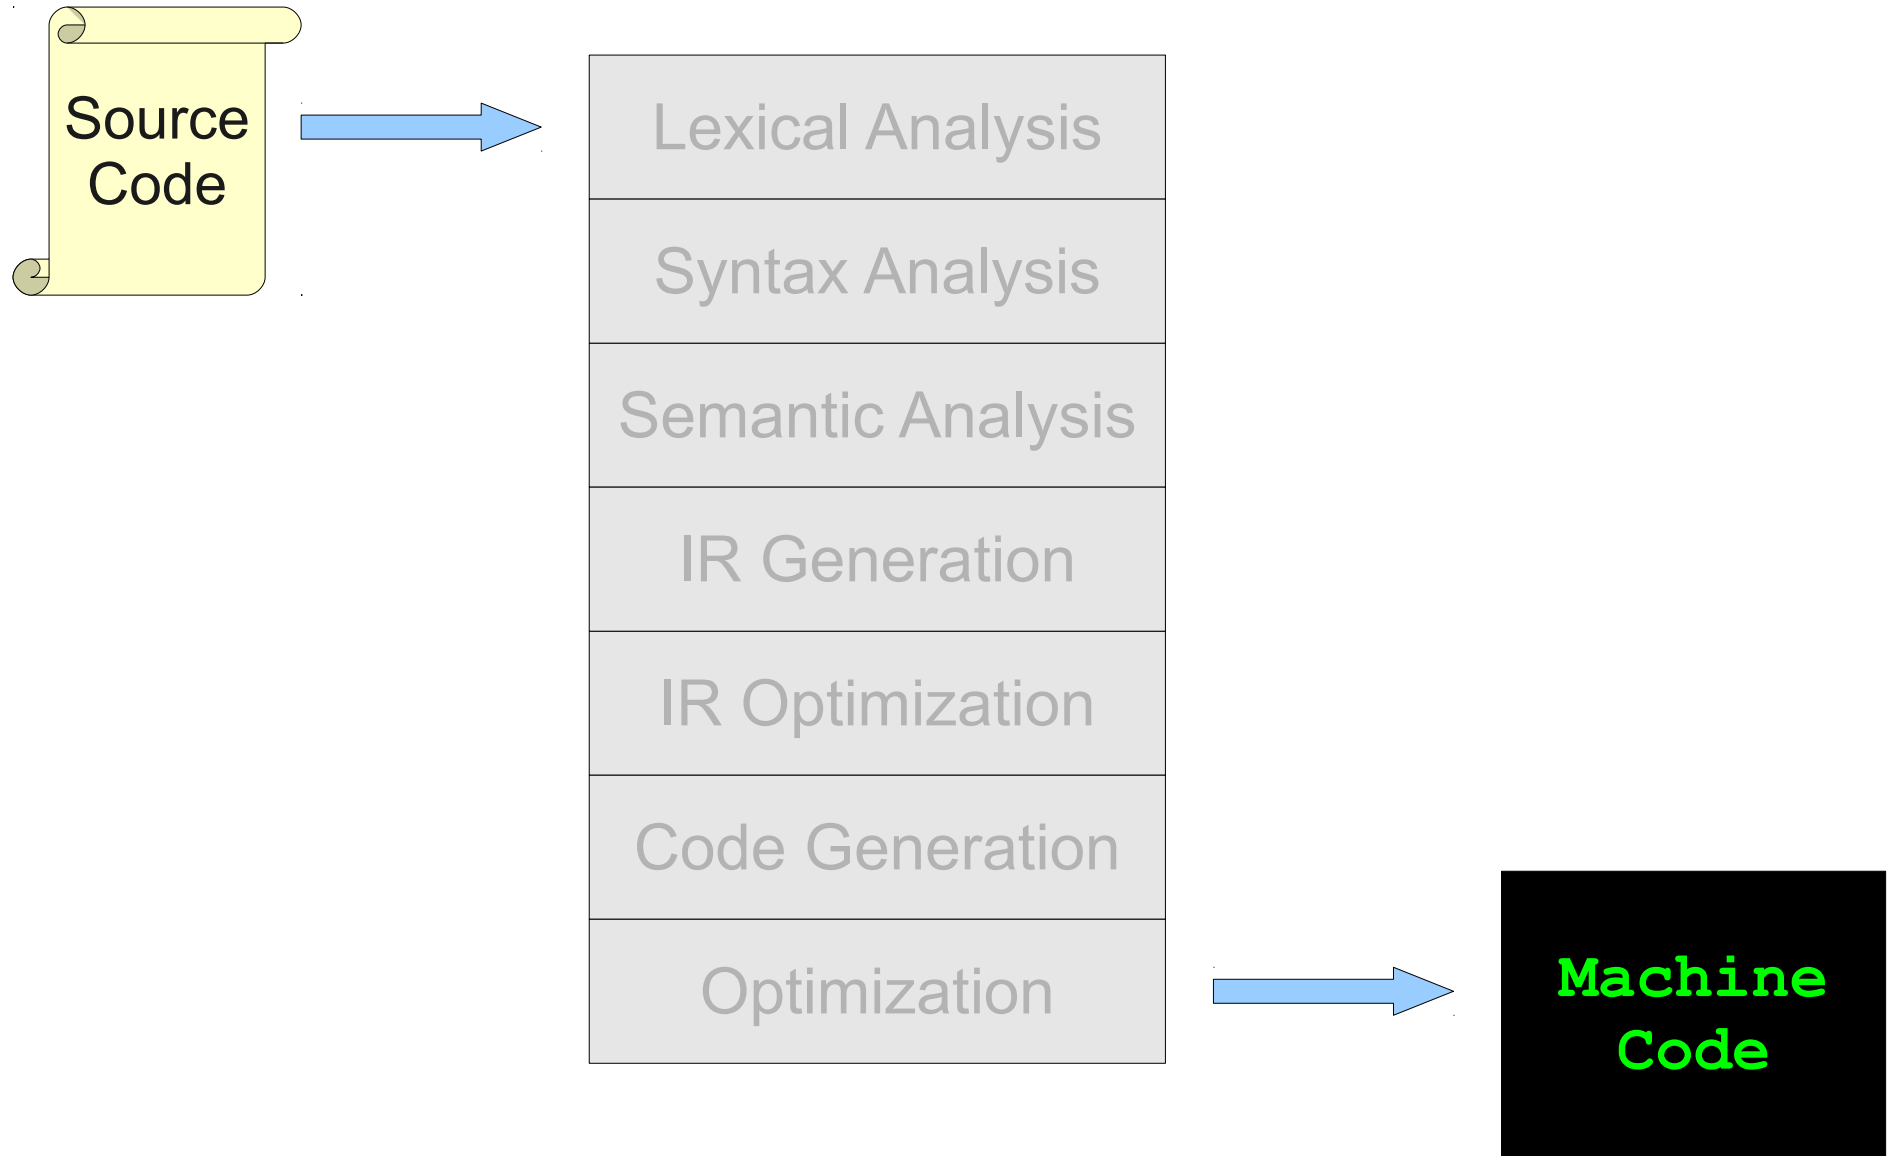 Source
Code
Lexical Analysis
Syntax Analysis
Semantic Analysis
IR Generation
IR Optimization
Code Generation
Optimization
Machine
Code